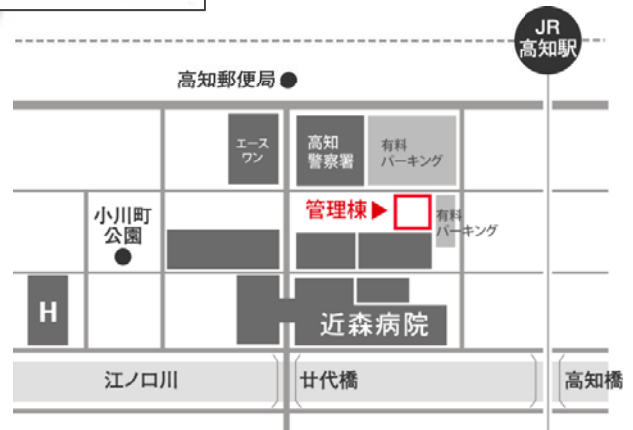 JR
高知駅
高知郵便局
エース
ワン
高知
警察署
有料
パーキング
小川町
公園
管理棟▶
有料
パーキング
H
近森病院
江ノ口川
廿代橋
高知橋